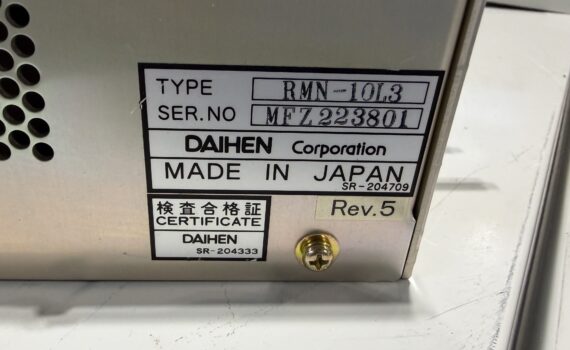 TYPE RMN-10L3
SER.NO MFZ223801
DAIHEN Corporation
MADE IN JAPAN
SR-204709
検査合格証
CERTIFICATE
DAIHEN
SR-204333
Rev.5